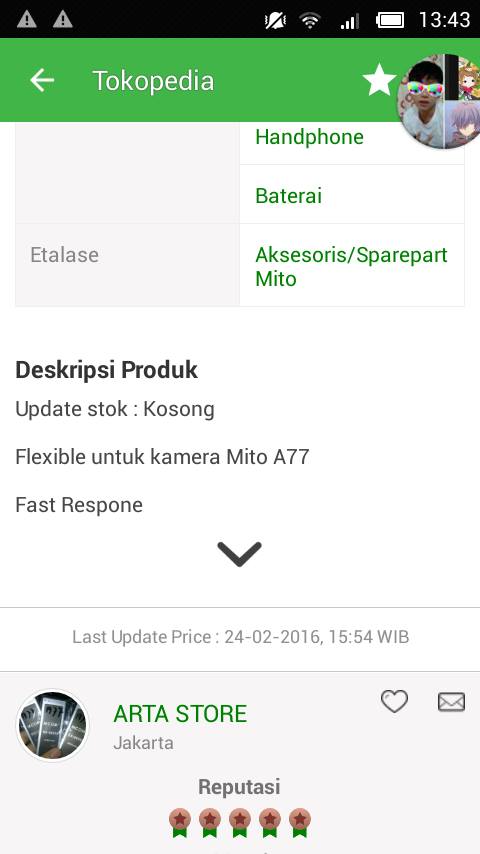 13:43
Tokopedia
Handphone
Baterai
Etalase
Aksesoris/Sparepart
Mito
Deskripsi Produk
Update stok : Kosong
Flexible untuk kamera Mito A77
Fast Respone
Last Update Price : 24-02-2016, 15:54 WIB
ARTA STORE
Jakarta
Reputasi